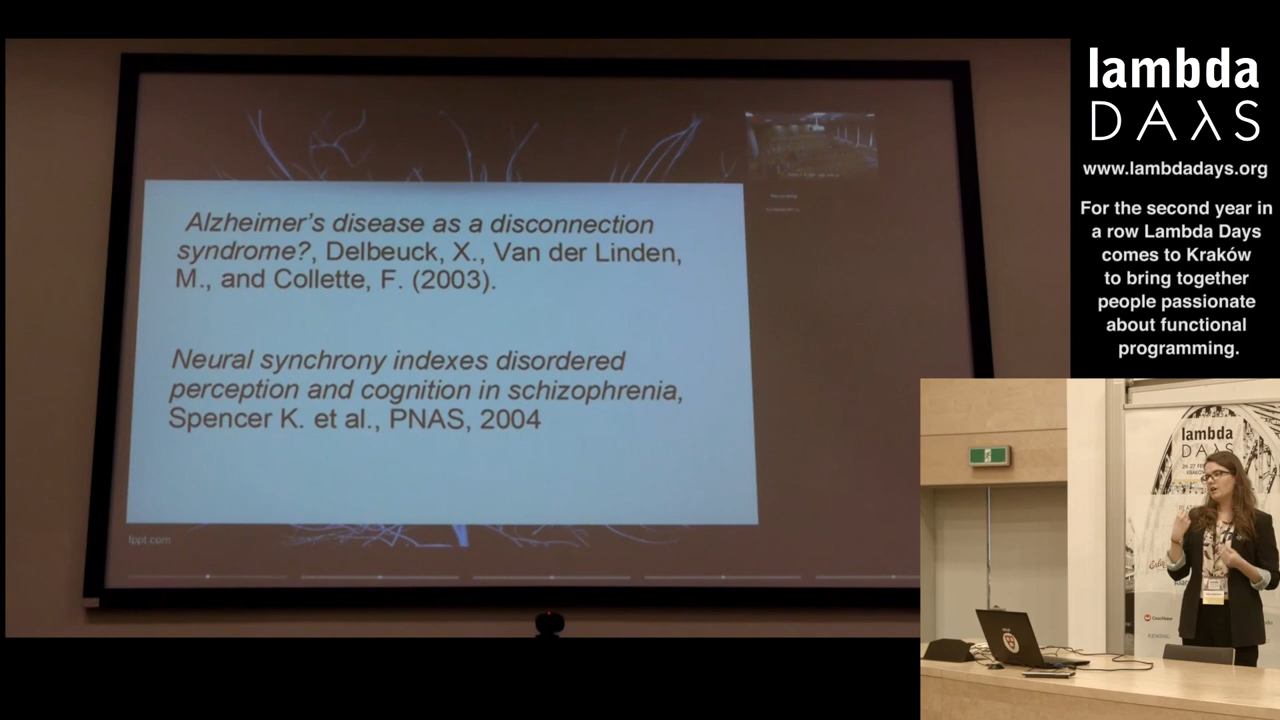 Alzheimer's disease as a disconnection
syndrome?, Delbeuck, X., Van der Linden,
M., and Collette, F. (2003).
Neural synchrony indexes disordered
perception and cognition in schizophrenia,
Spencer K. et al., PNAS, 2004
fppt.com
lambda
DAλS
www.lambdadays.org
For the second year in
a row Lambda Days
comes to Kraków
to bring together
people passionate
about functional
programming.
lambda
DAλS